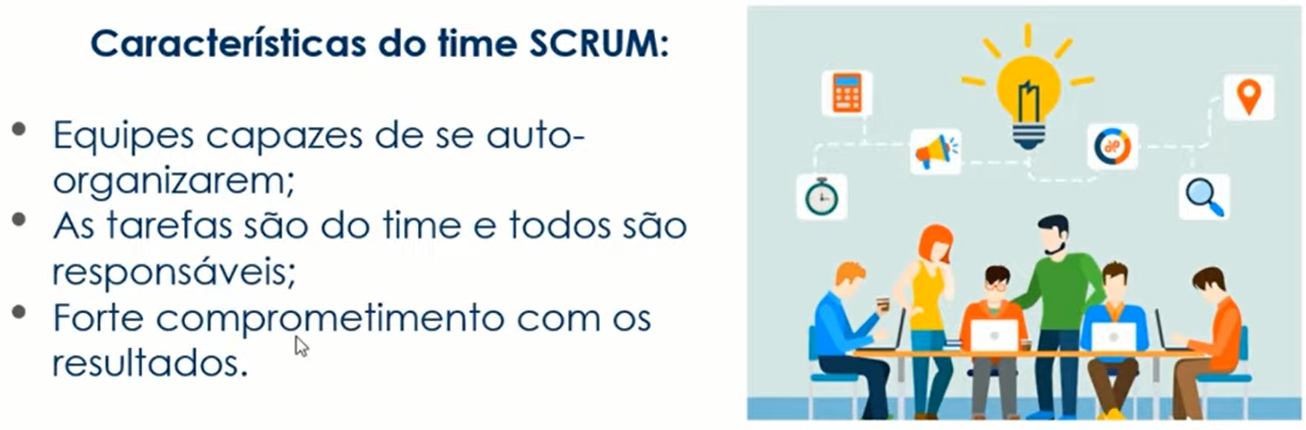 Características do time SCRUM:
• Equipes capazes de se auto-
organizarem;
• As tarefas são do time e todos são
responsáveis;
• Forte comprometimento com os
resultados.